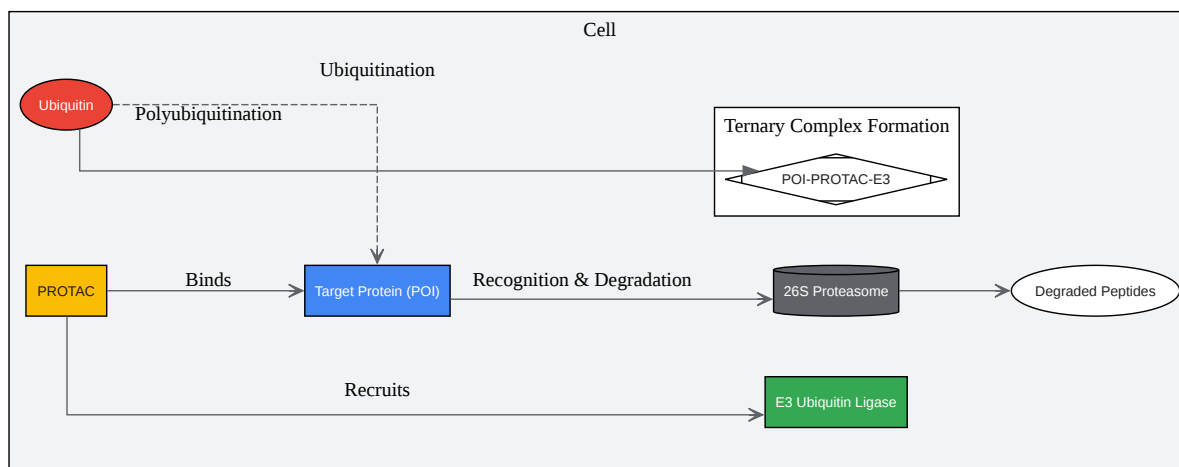 Cell
Ubiquitination
Ubiquitin
Polyubiquitination
Ternary Complex Formation
POI-PROTAC-E3
PROTAC
Binds
Target Protein (POI)
Recognition & Degradation
26S Proteasome
Degraded Peptides
Recruits
E3 Ubiquitin Ligase